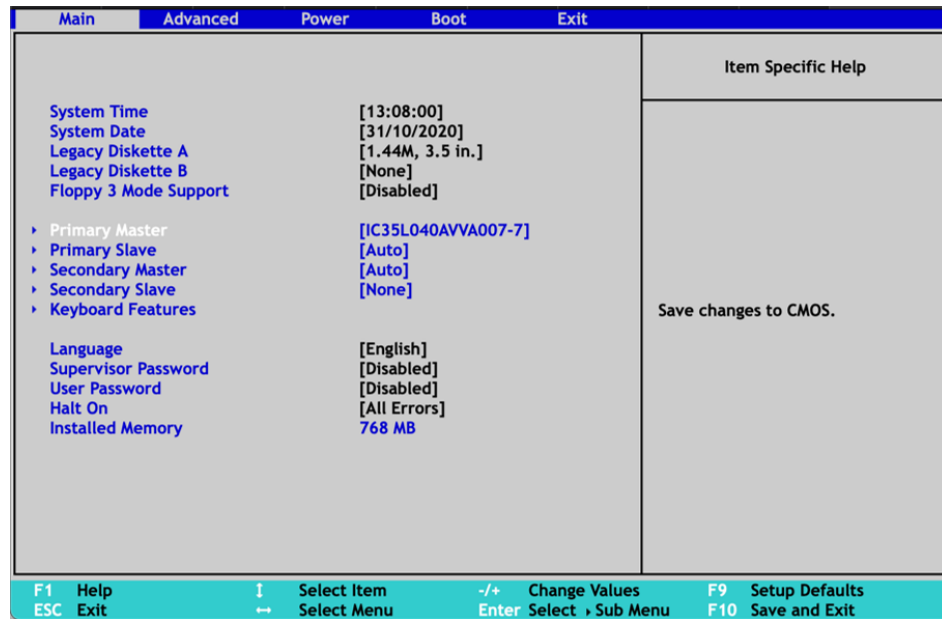 Main Advanced Power Boot Exit
Item Specific Help
System Time [13:08:00]
System Date [31/10/2020]
Legacy Diskette A [1.44M, 3.5 in.]
Legacy Diskette B [None]
Floppy 3 Mode Support [Disabled]
Primary Master [IC35L040AVVA007-7]
Primary Slave [Auto]
Secondary Master [Auto]
Secondary Slave [None]
Keyboard Features
Save changes to CMOS.
Language [English]
Supervisor Password [Disabled]
User Password [Disabled]
Halt On [All Errors]
Installed Memory 768 MB
F1 Help ↕ Select Item -/+ Change Values F9 Setup Defaults
ESC Exit ↔ Select Menu Enter Select ▸ Sub Menu F10 Save and Exit